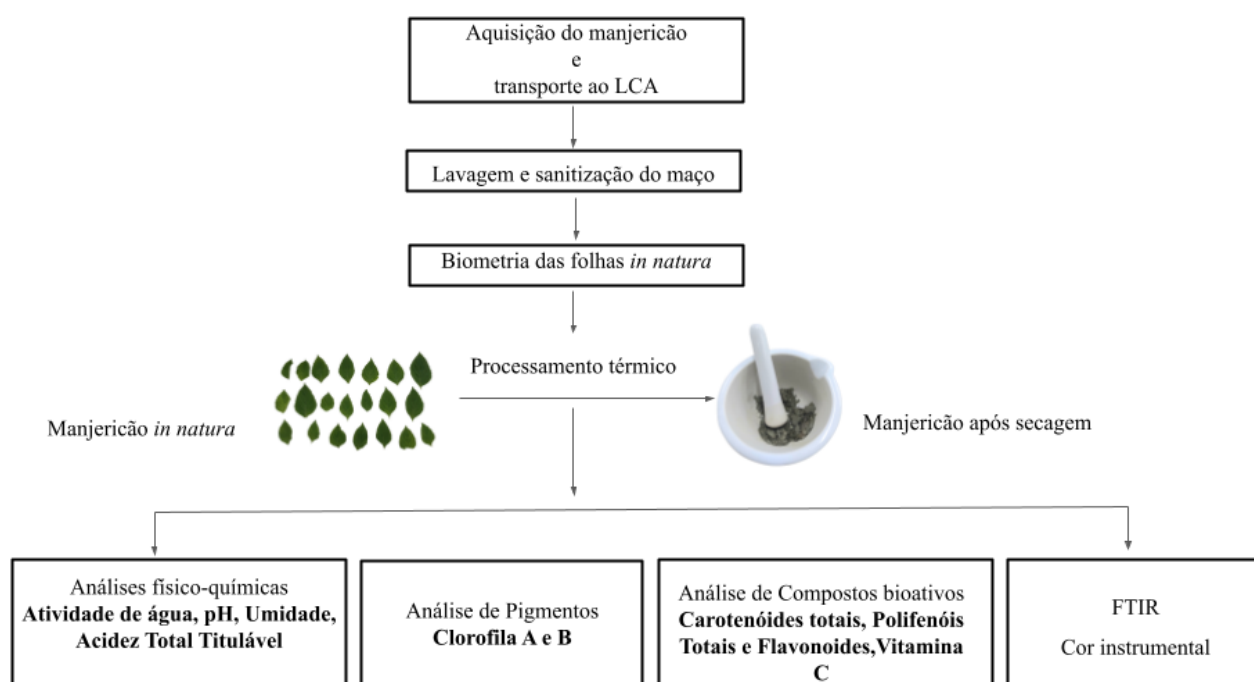 Aquisição do manjericão
e
transporte ao LCA
Lavagem e sanitização do maço
Biometria das folhas in natura
Processamento térmico
Manjericão in natura
Manjericão após secagem
Análises físico-químicas
Atividade de água, pH, Umidade,
Acidez Total Titulável
Análise de Pigmentos
Clorofila A e B
Análise de Compostos bioativos
Carotenóides totais, Polifenóis
Totais e Flavonoides,Vitamina
C
FTIR
Cor instrumental